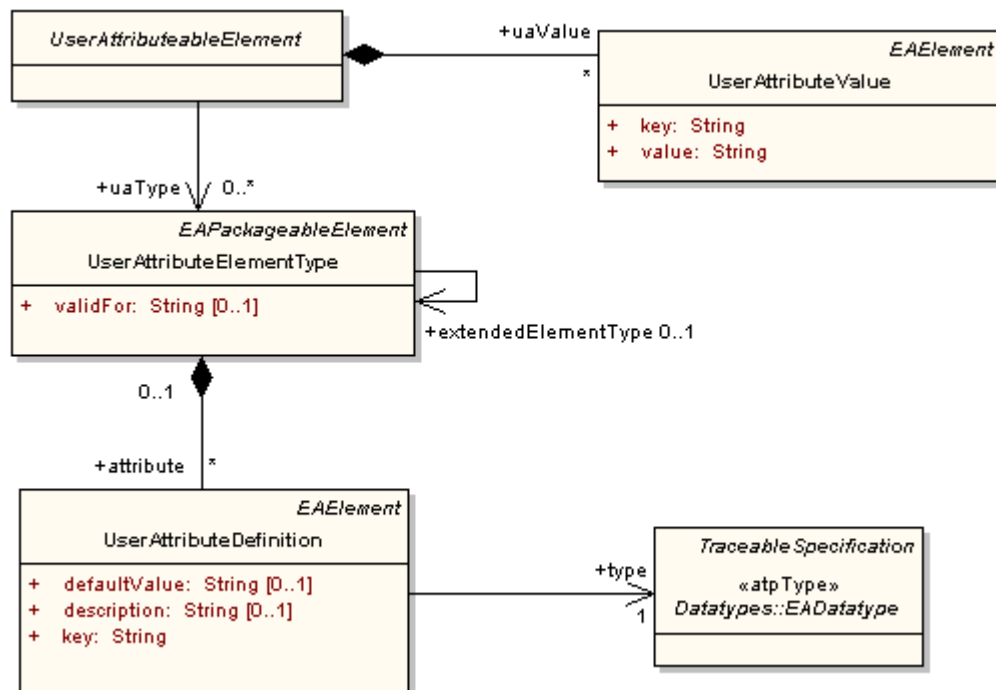 UserAttributeableElement
+uaValue
*
EAElement
UserAttributeValue
+ key: String
+ value: String
+uaType 0..*
EAPackageableElement
UserAttributeElementType
+ validFor: String [0..1]
+extendedElementType 0..1
0..1
+attribute *
EAElement
UserAttributeDefinition
+ defaultValue: String [0..1]
+ description: String [0..1]
+ key: String
+type
1
TraceableSpecification
«atpType»
Datatypes::EADatatype